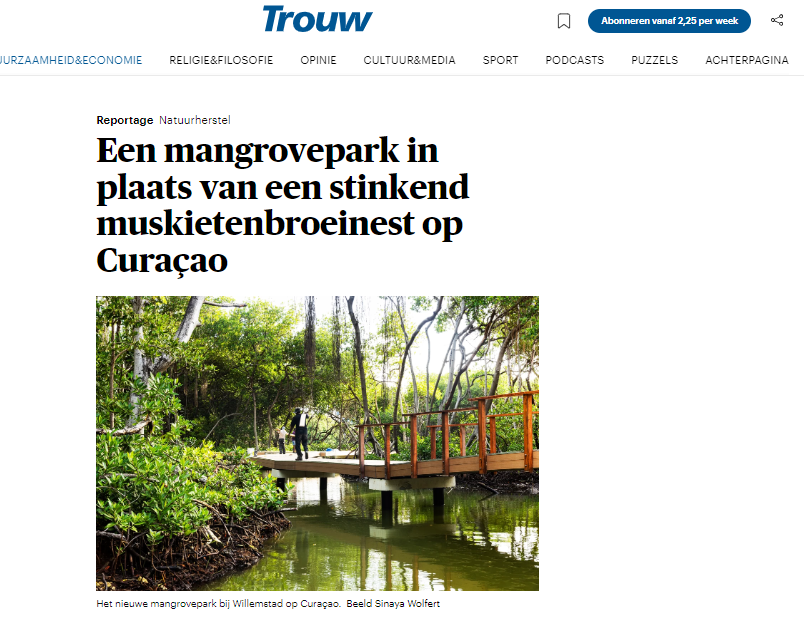 Trouw
Abonneren vanaf 2,25 per week
UURZAAMHEID&ECONOMIE RELIGIE&FILOSOFIE OPINIE CULTUUR&MEDIA SPORT PODCASTS PUZZELS ACHTERPAGINA
Reportage Natuurherstel
Een mangrovepark in
plaats van een stinkend
muskietenbroeinest op
Curaçao
Het nieuwe mangrovepark bij Willemstad op Curaçao. Beeld Sinaya Wolfert